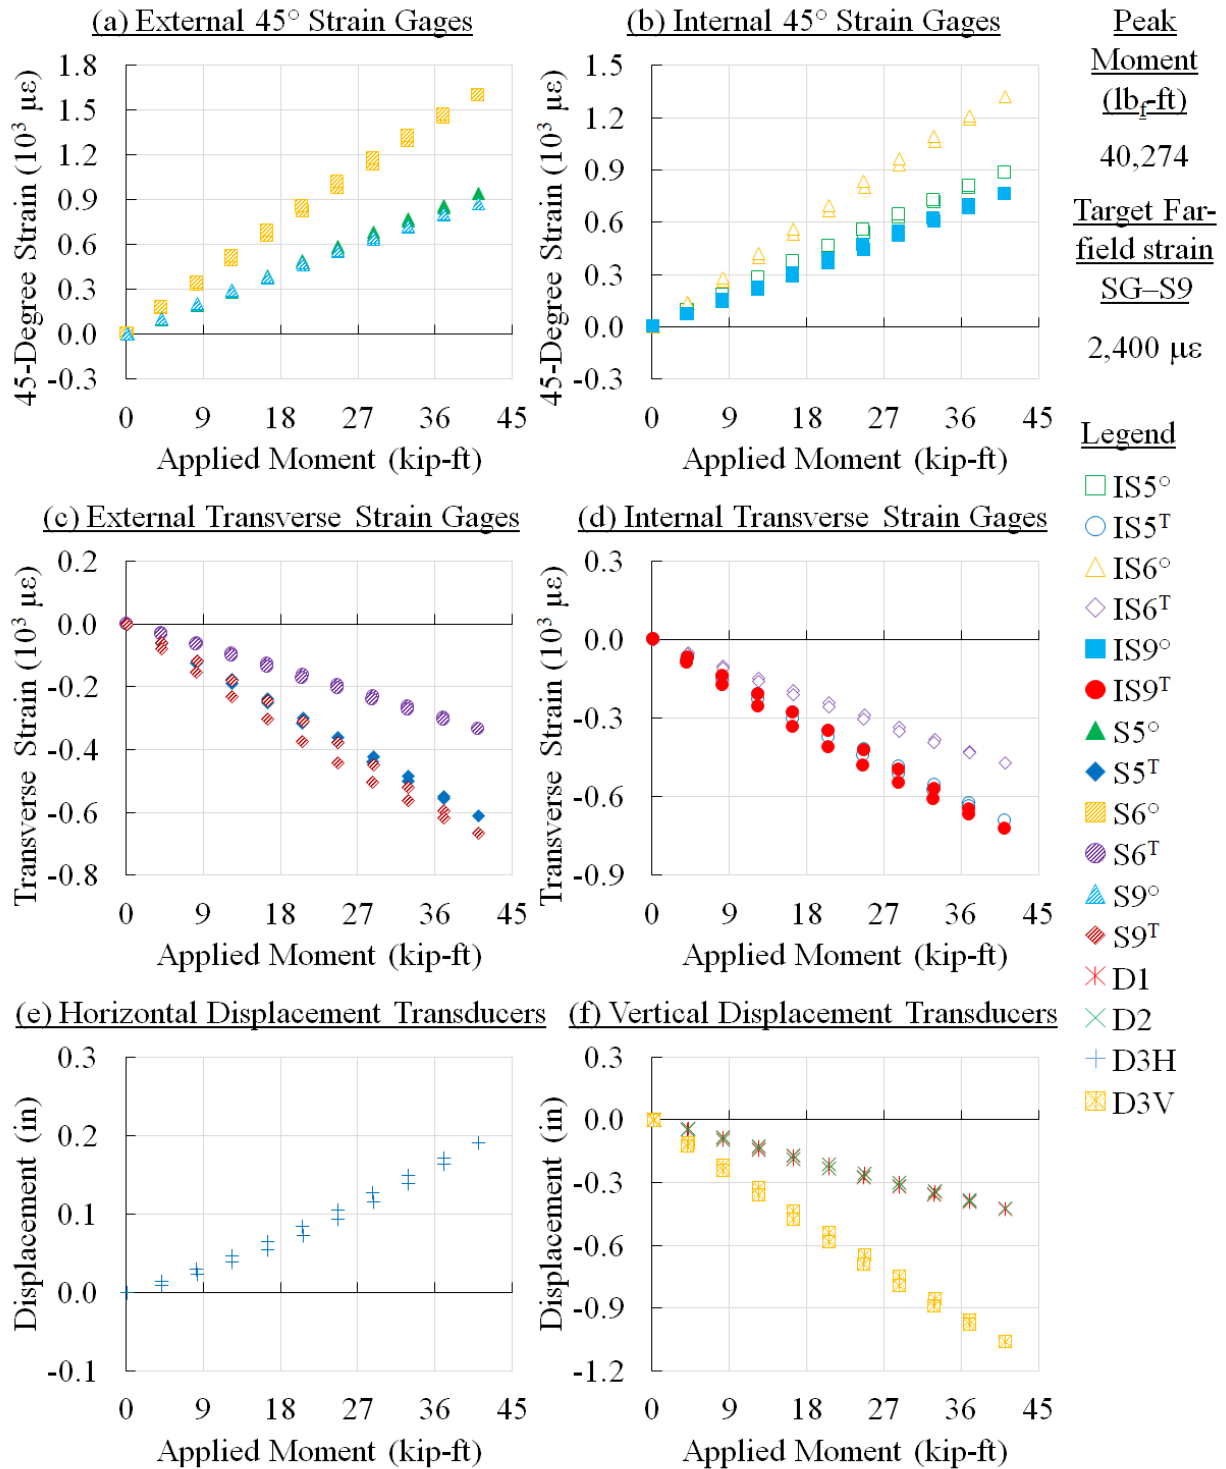 (a) External 45° Strain Gages
45-Degree Strain (10³ µε)
1.8
1.5
1.2
0.9
0.6
0.3
0.0
-0.3
0 9 18 27 36 45
Applied Moment (kip-ft)
(b) Internal 45° Strain Gages
45-Degree Strain (10³ µε)
1.5
1.2
0.9
0.6
0.3
0.0
-0.3
0 9 18 27 36 45
Applied Moment (kip-ft)
Peak
Moment
(lb_f-ft)
40,274
Target Far-
field strain
SG–S9
2,400 µε
(c) External Transverse Strain Gages
Transverse Strain (10³ µε)
0.2
0.0
-0.2
-0.4
-0.6
-0.8
0 9 18 27 36 45
Applied Moment (kip-ft)
(d) Internal Transverse Strain Gages
Transverse Strain (10³ µε)
0.3
0.0
-0.3
-0.6
-0.9
0 9 18 27 36 45
Applied Moment (kip-ft)
(e) Horizontal Displacement Transducers
Displacement (in)
0.3
0.2
0.1
0.0
-0.1
0 9 18 27 36 45
Applied Moment (kip-ft)
(f) Vertical Displacement Transducers
Displacement (in)
0.3
0.0
-0.3
-0.6
-0.9
-1.2
0 9 18 27 36 45
Applied Moment (kip-ft)
Legend
IS5°
IS5ᵀ
IS6°
IS6ᵀ
IS9°
IS9ᵀ
S5°
S5ᵀ
S6°
S6ᵀ
S9°
S9ᵀ
D1
D2
D3H
D3V